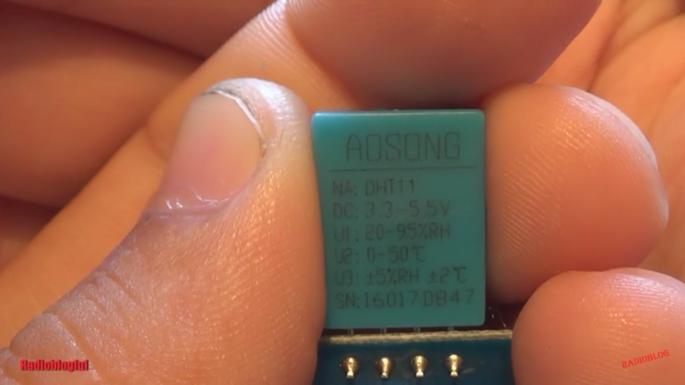 AOSONG
NA: DHT11
DC: 3.3-5.5V
U1: 20-95%RH
U2: 0-50℃
U3: ±5%RH ±2℃
SN:16017D847
Radioblogful
RADIOBLOG